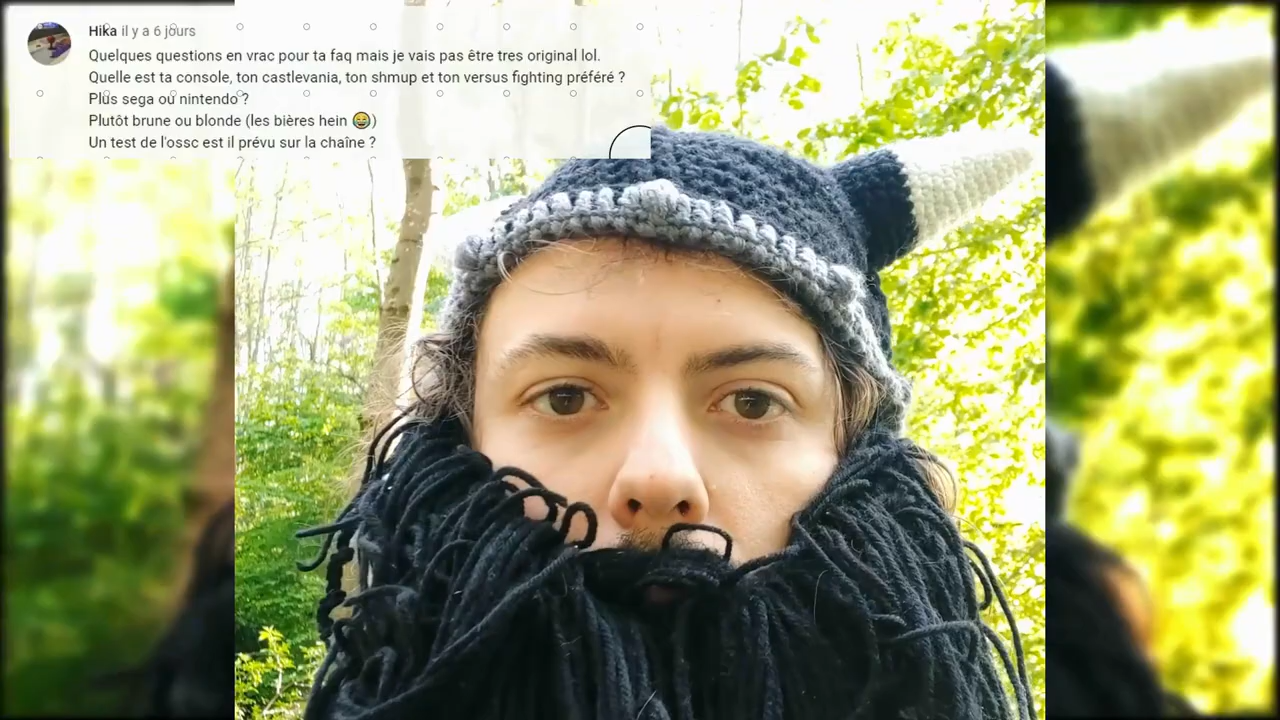 Hika il y a 6 jours
Quelques questions en vrac pour ta faq mais je vais pas être tres original lol.
Quelle est ta console, ton castlevania, ton shmup et ton versus fighting préféré ?
Plus sega ou nintendo ?
Plutôt brune ou blonde (les bières hein 😂)
Un test de l'ossc est il prévu sur la chaîne ?